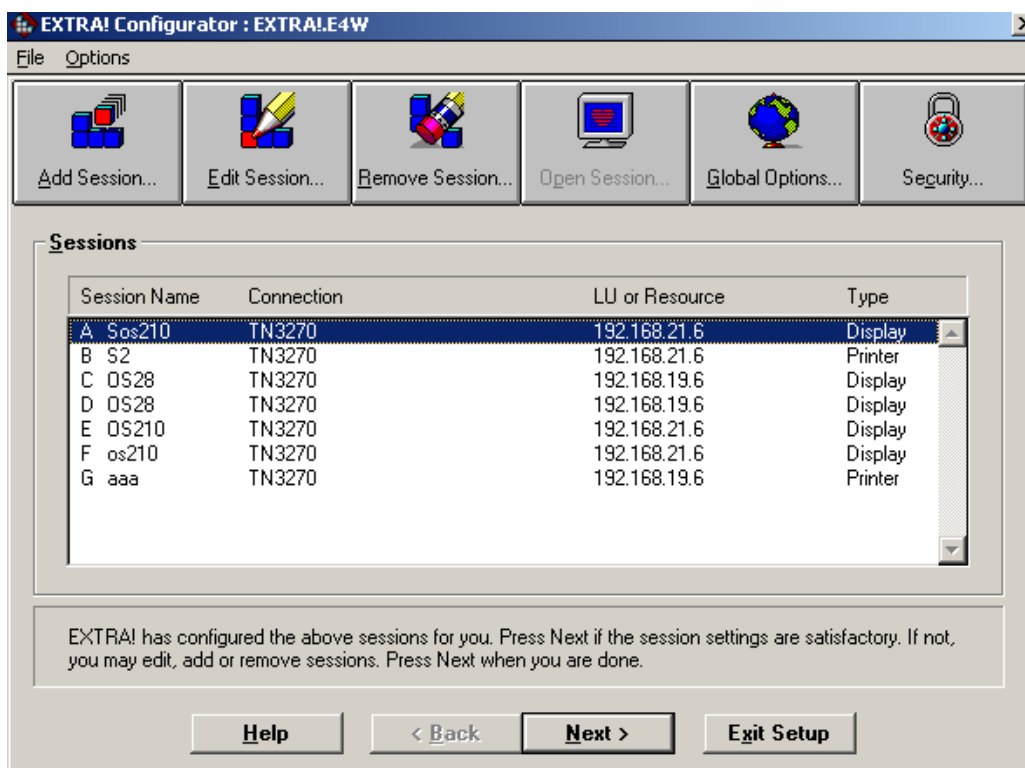 EXTRA! Configurator : EXTRA!.E4W
File Options
Add Session... Edit Session... Remove Session... Open Session... Global Options... Security...
Sessions
Session Name Connection LU or Resource Type
A Sos210 TN3270 192.168.21.6 Display
B S2 TN3270 192.168.21.6 Printer
C OS28 TN3270 192.168.19.6 Display
D OS28 TN3270 192.168.19.6 Display
E OS210 TN3270 192.168.21.6 Display
F os210 TN3270 192.168.21.6 Display
G aaa TN3270 192.168.19.6 Printer
EXTRA! has configured the above sessions for you. Press Next if the session settings are satisfactory. If not,
you may edit, add or remove sessions. Press Next when you are done.
Help < Back Next > Exit Setup